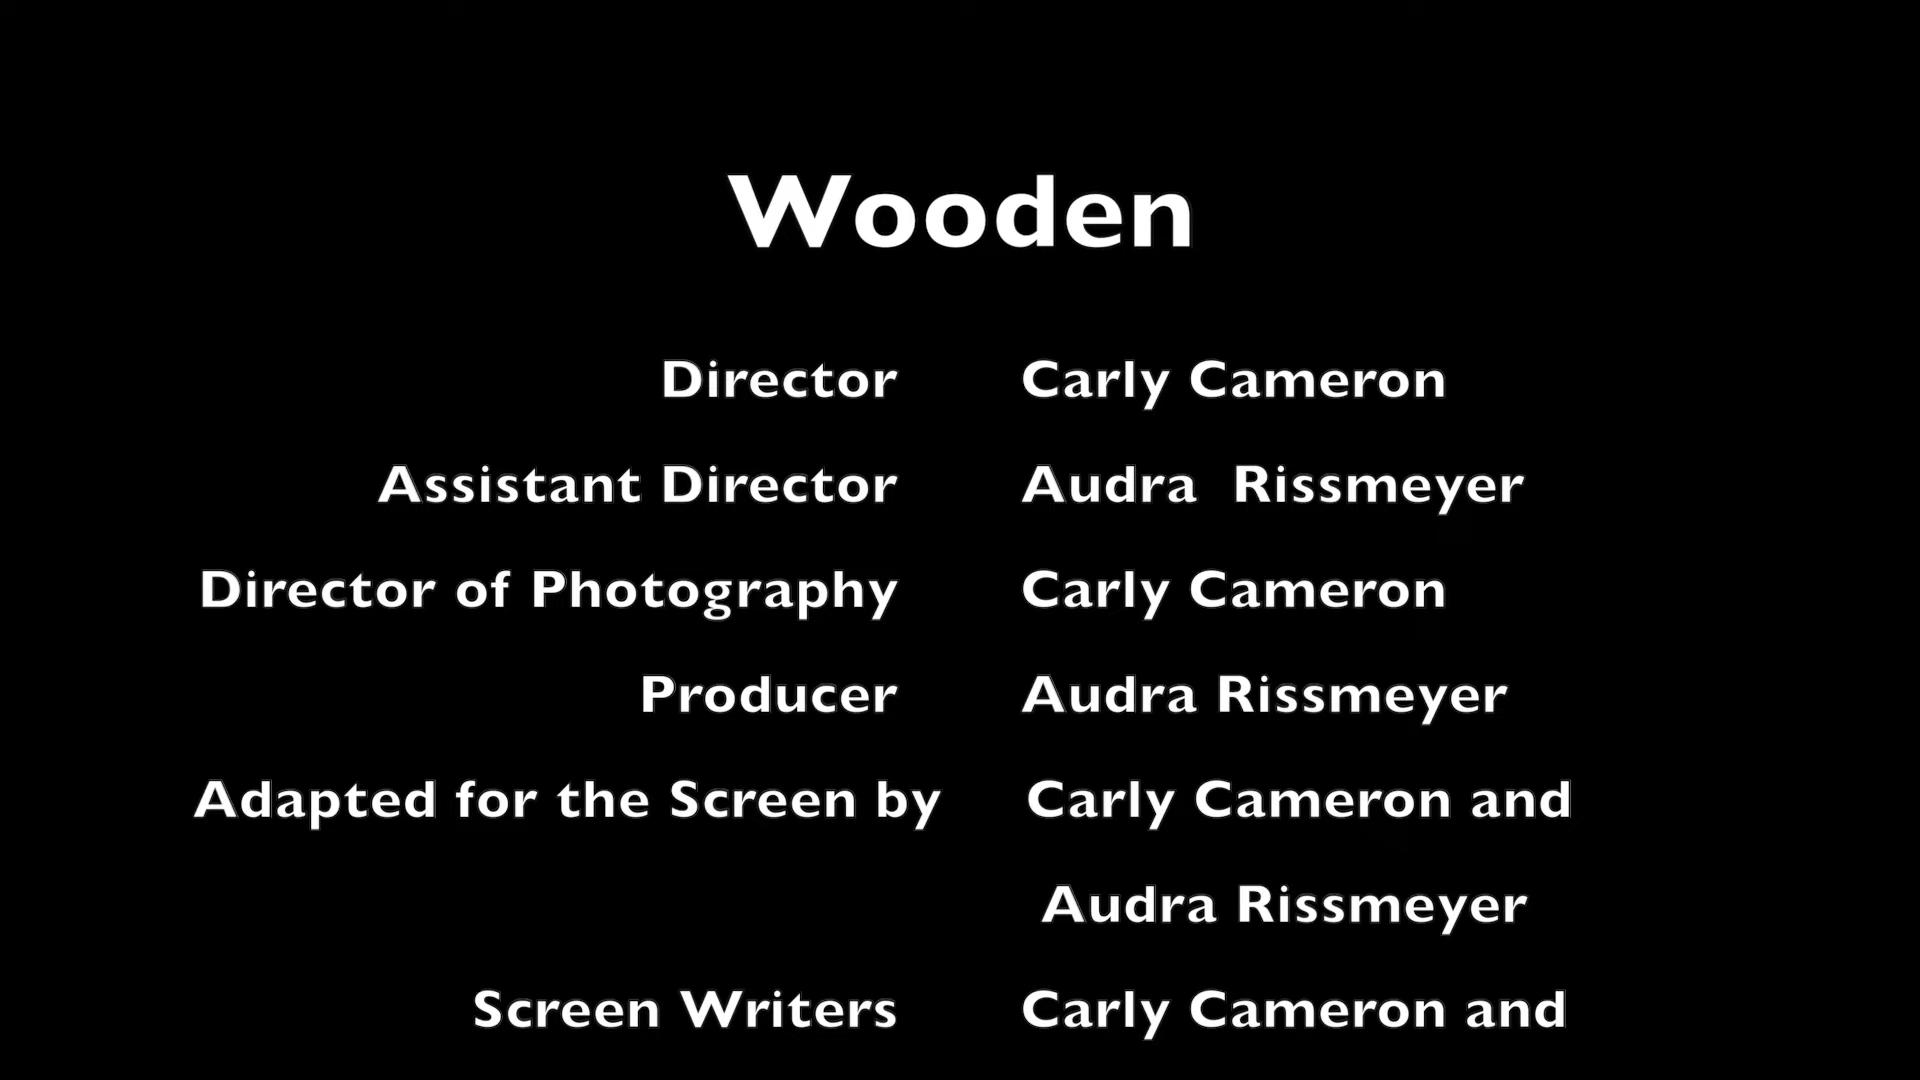 Wooden
Director Carly Cameron
Assistant Director Audra  Rissmeyer
Director of Photography Carly Cameron
Producer Audra Rissmeyer
Adapted for the Screen by Carly Cameron and
Audra Rissmeyer
Screen Writers Carly Cameron and